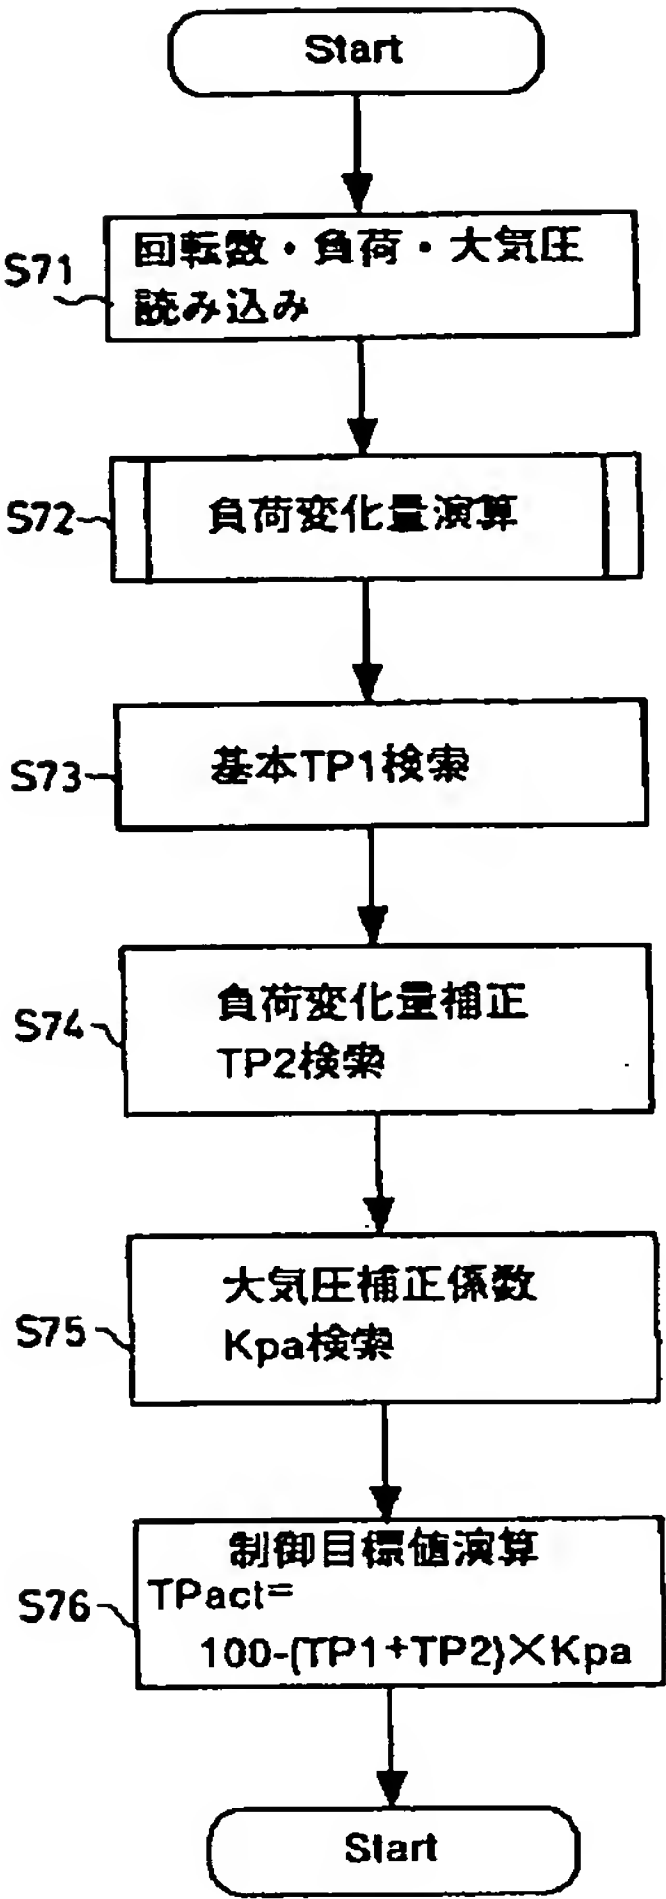 Start
S71
回転数・負荷・大気圧
読み込み
S72
負荷変化量演算
S73
基本TP1検索
S74
負荷変化量補正
TP2検索
S75
大気圧補正係数
Kpa検索
S76
制御目標値演算
TPact=
100-(TP1+TP2)×Kpa
Start